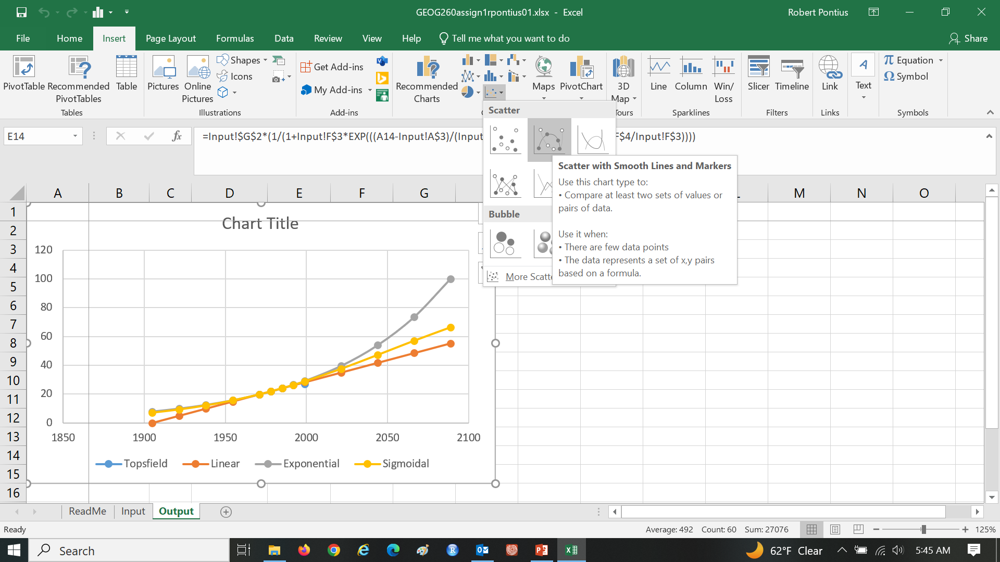 GEOG260assign1rpontius01.xlsx - Excel
Robert Pontius
File Home Insert Page Layout Formulas Data Review View Help Tell me what you want to do Share
PivotTable
Recommended
PivotTables
Table
Tables
Pictures
Online
Pictures
Shapes
Icons
Illustrations
Get Add-ins
My Add-ins
Add-ins
Recommended
Charts
Maps
PivotChart
3D
Map
Tours
Line
Column
Win/
Loss
Sparklines
Slicer
Timeline
Filters
Link
Links
Text
Equation
Symbol
Symbols
E14
fx
=Input!$G$2*(1/(1+Input!F$3*EXP(((A14-Input!A$3)/(Input
F$4/Input!F$3))))
Scatter
Bubble
More Scatte
Scatter with Smooth Lines and Markers
Use this chart type to:
• Compare at least two sets of values or
pairs of data.
Use it when:
• There are few data points
• The data represents a set of x,y pairs
based on a formula.
A B C D E F G L M N O
1
2
3
4
5
6
7
8
9
10
11
12
13
14
15
16
Chart Title
120
100
80
60
40
20
0
1850 1900 1950 2000 2050 2100
Topsfield Linear Exponential Sigmoidal
ReadMe Input Output
Ready
Average: 492 Count: 60 Sum: 27076
125%
Search
62°F Clear
5:45 AM